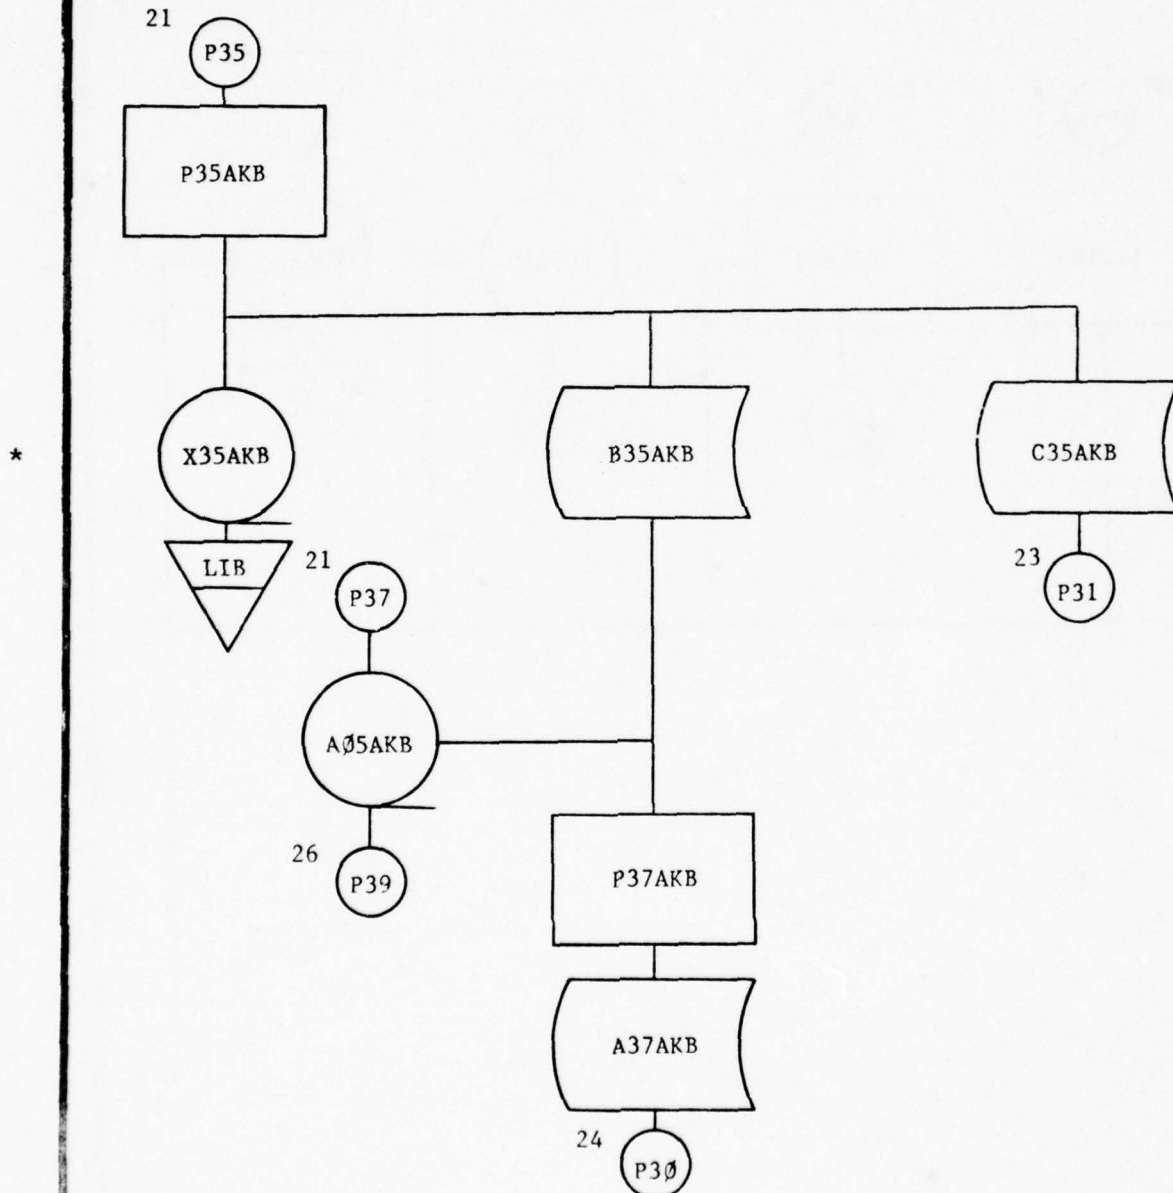 21
P35
P35AKB
*
X35AKB
B35AKB
C35AKB
LIB
21
P37
23
P31
AØ5AKB
26
P39
P37AKB
A37AKB
24
P3Ø